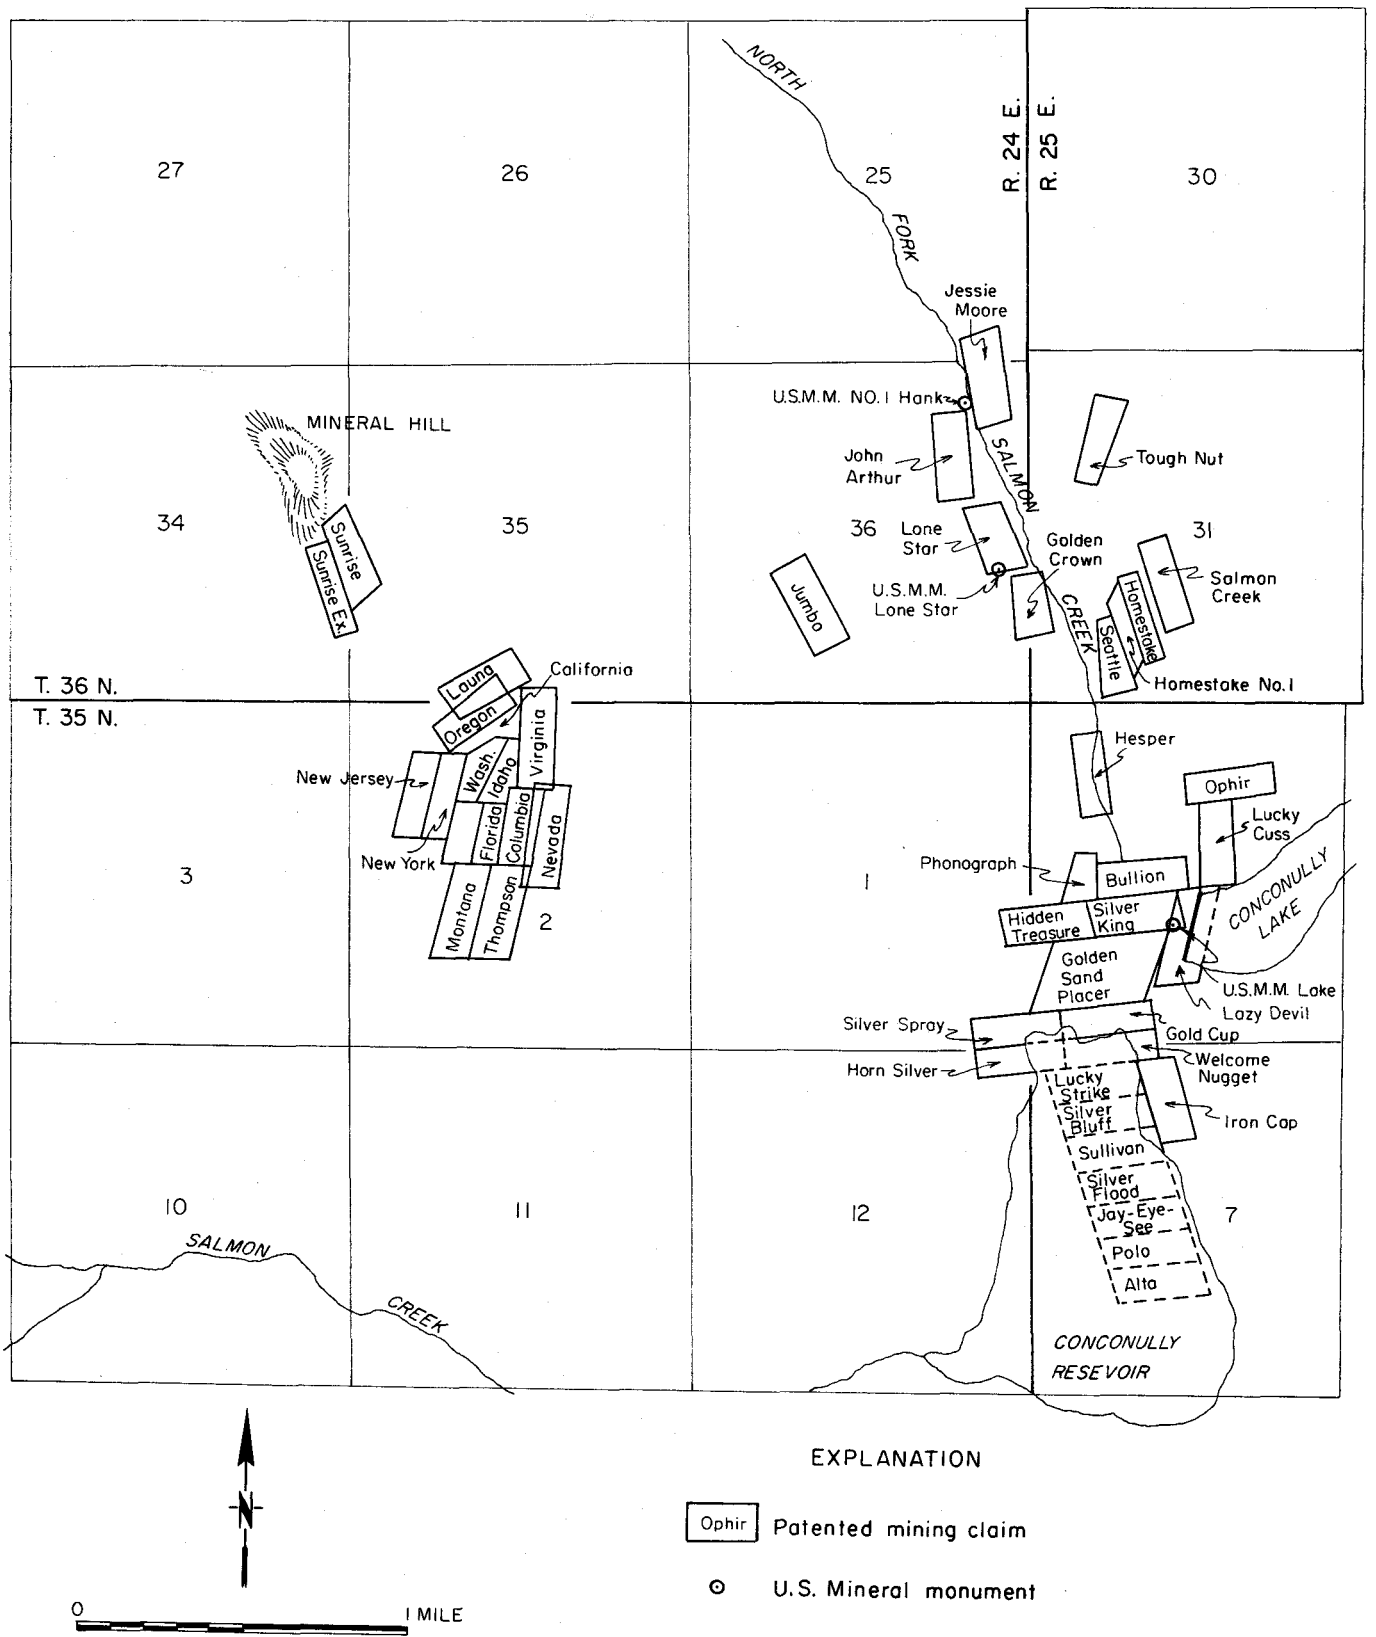 NORTH
R. 24 E.
R. 25 E.
27
26
25
30
FORK
Jessie
Moore
U.S.M.M. NO. 1 Hank
MINERAL HILL
SALMON
John
Arthur
Tough Nut
34
35
36
31
Sunrise
Sunrise Ex.
Lone
Star
Golden
Crown
U.S.M.M.
Lone Star
Jumbo
Salmon
Creek
Homestake
Seattle
CREEK
Homestake No. 1
T. 36 N.
T. 35 N.
Launa
California
Oregon
Virginia
Wash.
Idaho
New Jersey
New York
Florida
Columbia
Nevada
Montana
Thompson
Hesper
Ophir
Lucky
Cuss
3
2
1
Phonograph
Bullion
Hidden
Treasure
Silver
King
CONCONULLY
LAKE
Golden
Sand
Placer
U.S.M.M. Lake
Lazy Devil
Silver Spray
Gold Cup
Horn Silver
Welcome
Nugget
Lucky
Strike
Silver
Bluff
Iron Cap
Sullivan
Silver
Flood
Jay-Eye-
See
Polo
Alta
10
11
12
7
SALMON
CREEK
CONCONULLY
RESEVOIR
N
EXPLANATION
Ophir
Patented mining claim
U.S. Mineral monument
0
1 MILE